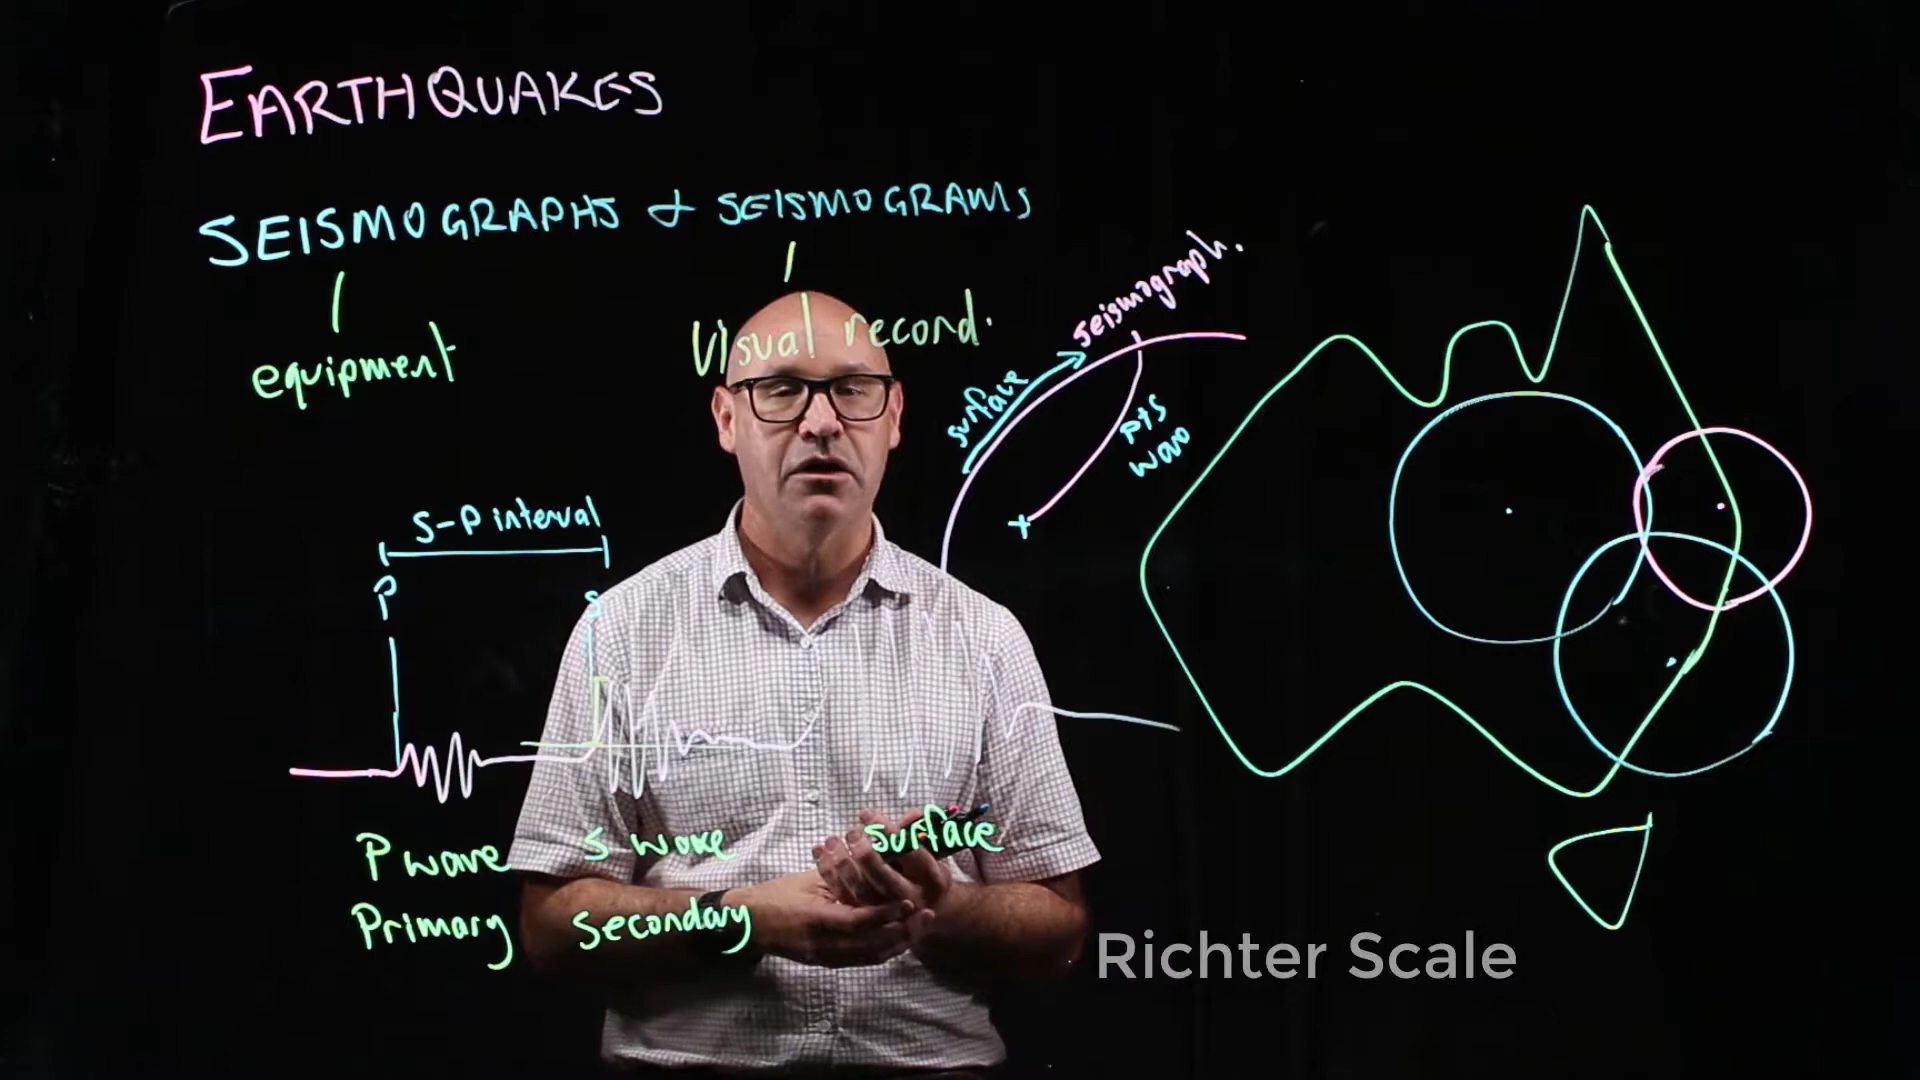 EARTHQUAKES
SEISMOGRAPHS & SEISMOGRAMS
equipment
Visual record.
seismograph.
surface
P+S
wave
S-P interval
P
S
P wave
S wave
surface
Primary
Secondary
Richter Scale